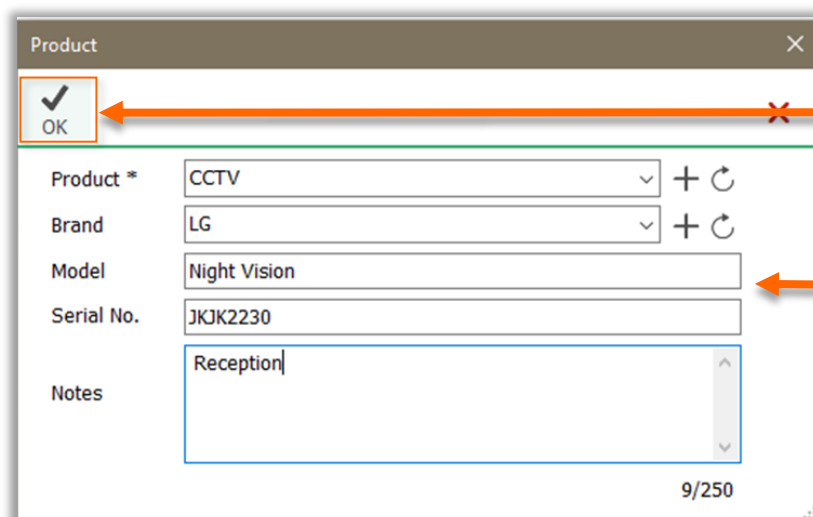 Product
OK
Product * CCTV
Brand LG
Model Night Vision
Serial No. JKJK2230
Notes Reception
9/250